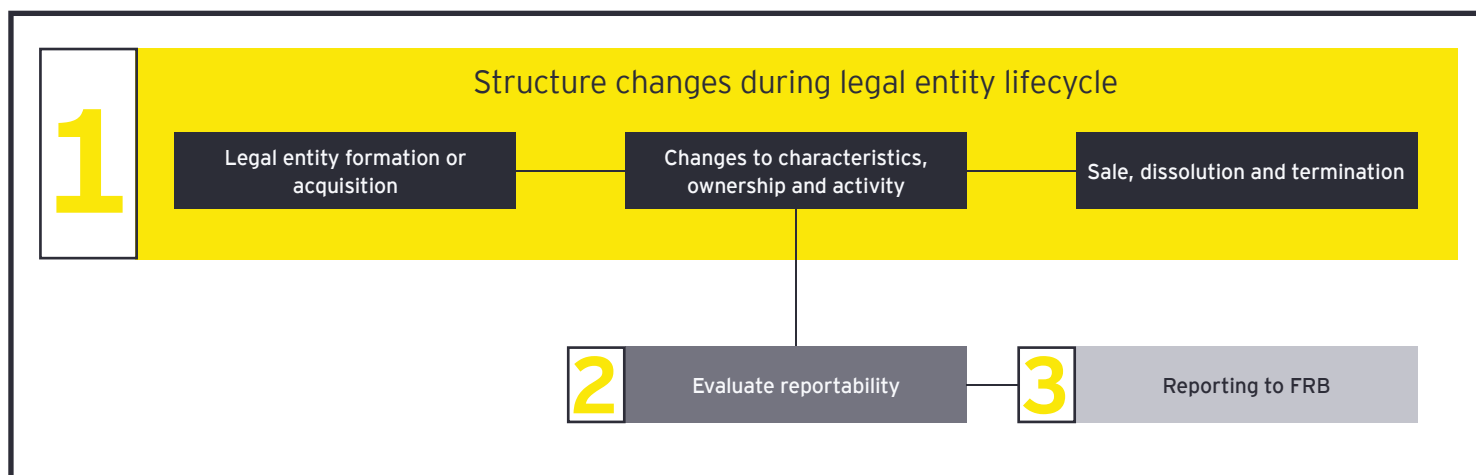 1
Structure changes during legal entity lifecycle
Legal entity formation or
acquisition
Changes to characteristics,
ownership and activity
Sale, dissolution and termination
2
Evaluate reportability
3
Reporting to FRB